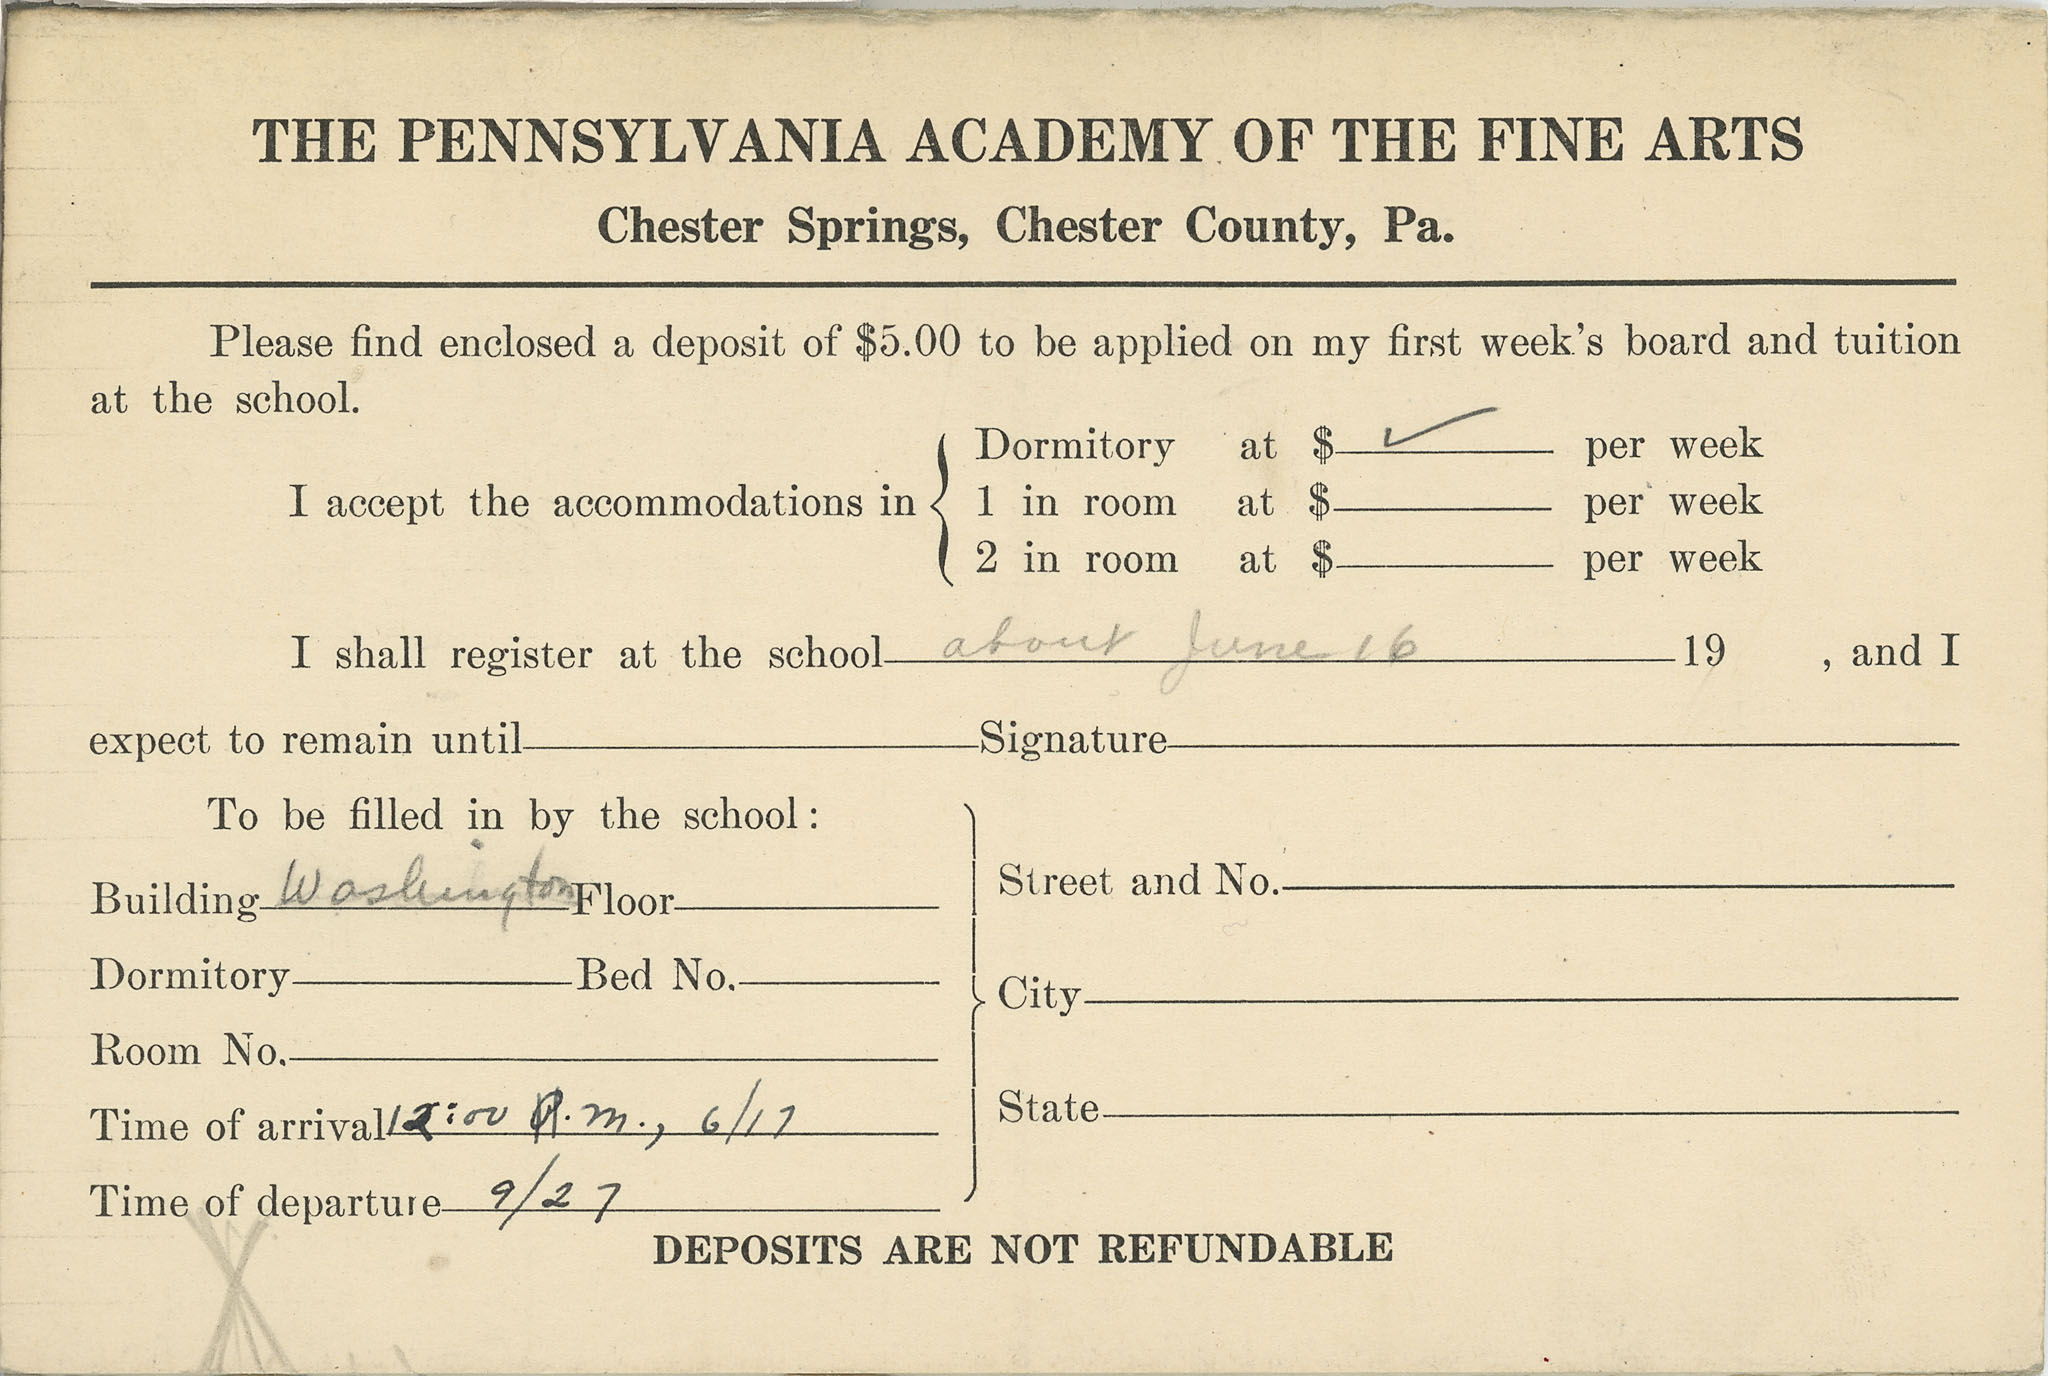 THE PENNSYLVANIA ACADEMY OF THE FINE ARTS
Chester Springs, Chester County, Pa.
Please find enclosed a deposit of $5.00 to be applied on my first week's board and tuition
at the school.
I accept the accommodations in
Dormitory at $ ✓ per week
1 in room at $ per week
2 in room at $ per week
I shall register at the school about June 16 19 , and I
expect to remain until Signature
To be filled in by the school:
Building Washington Floor
Dormitory Bed No.
Room No.
Time of arrival 12:00 P.M., 6/17
Time of departure 9/27
Street and No.
City
State
DEPOSITS ARE NOT REFUNDABLE